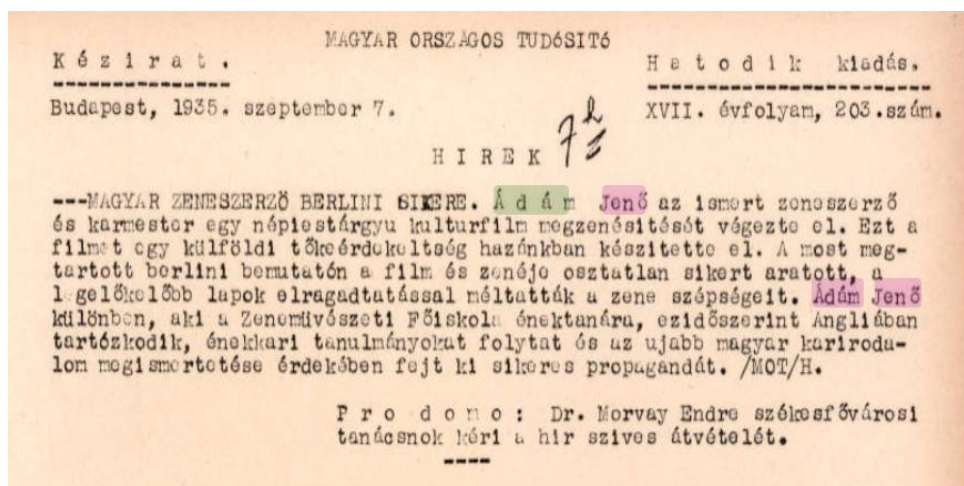 MAGYAR ORSZÁGOS TUDÓSITÓ
K é z i r a t .
H a t o d i k kiadás.
Budapest, 1935. szeptember 7.
XVII. évfolyam, 203.szám.
H I R E K
---MAGYAR ZENESZERZŐ BERLINI SIKERE. Á d á m Jenő az ismert zeneszerző
és karmester egy népiestárgyu kulturfilm megzenésitését végezte el. Ezt a
filmet egy külföldi tőkeérdekeltség hazánkban készitette el. A most meg-
tartott berlini bemutatón a film és zenéje osztatlan sikert aratott, a
legelőkelőbb lapok elragadtatással méltatták a zene szépségeit. Ádám Jenő
különben, aki a Zeneművészeti Főiskola énektanára, ezidőszerint Angliában
tartózkodik, énekkari tanulmányokat folytat és az ujabb magyar kariroda-
lom megismertetése érdekében fejt ki sikeres propagandát. /MOT/H.
P r o d o m o : Dr. Morvay Endre székesfővárosi
tanácsnok kéri a hir szives átvételét.
----